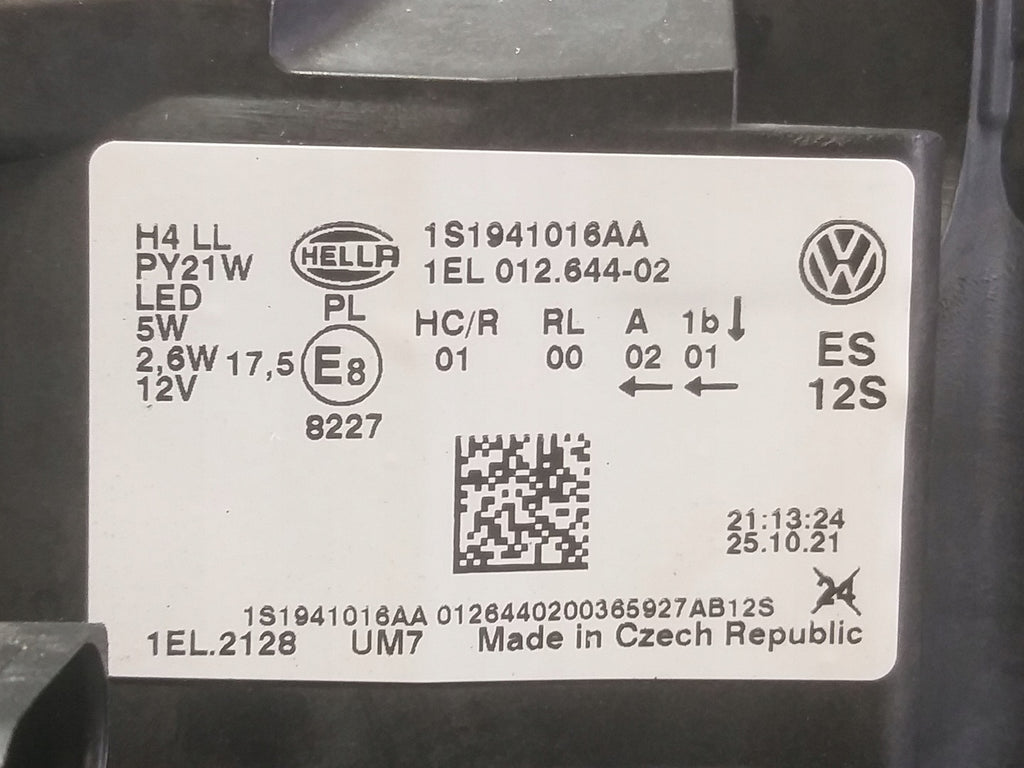 H4 LL
PY21W
LED
5W
2,6W 17,5
12V
HELLA
PL
E8
8227
1S1941016AA
1EL 012.644-02
HC/R RL A 1b↓
01 00 02 01
← ←
VW
ES
12S
21:13:24
25.10.21
24
1S1941016AA 0126440200365927AB12S
1EL.2128 UM7 Made in Czech Republic